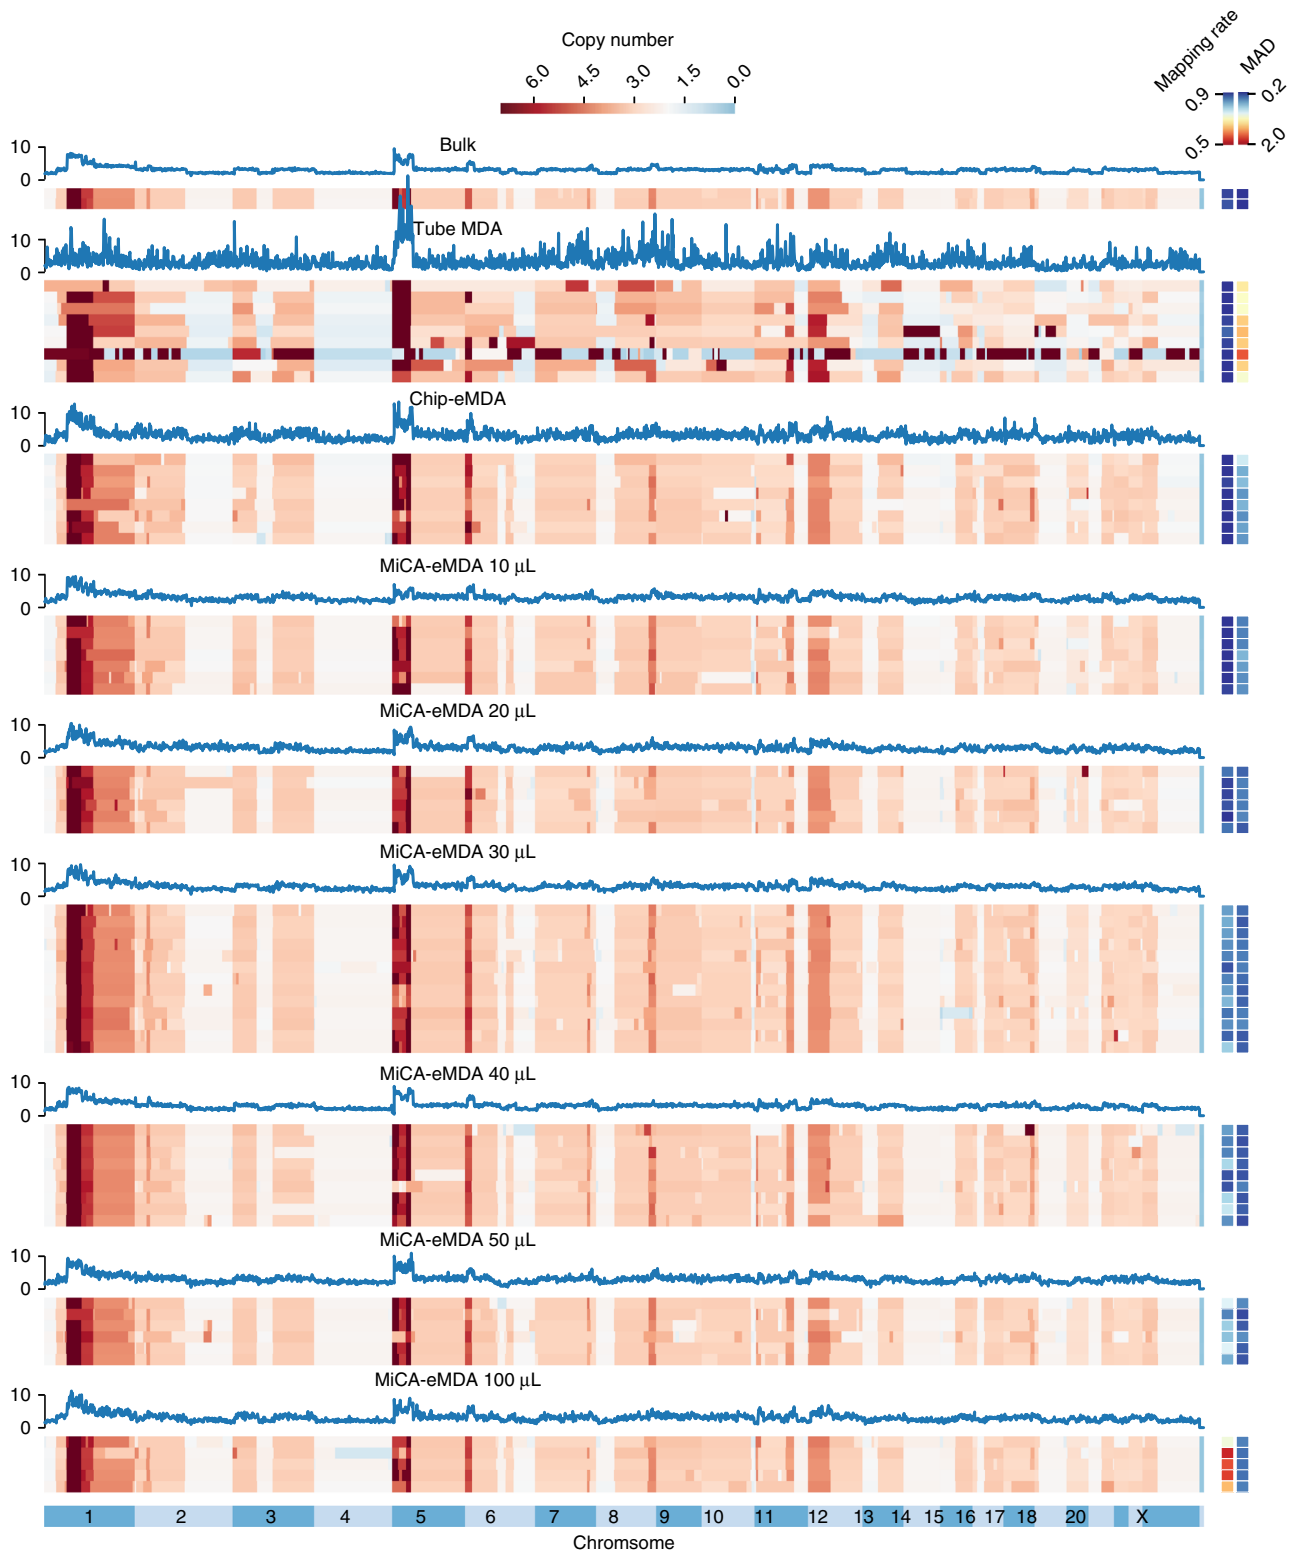 Copy number
6.0 4.5 3.0 1.5 0.0
Mapping rate
MAD
0.9 0.2
0.5 2.0
Bulk
10
0
Tube MDA
10
0
Chip-eMDA
10
0
MiCA-eMDA 10 μL
10
0
MiCA-eMDA 20 μL
10
0
MiCA-eMDA 30 μL
10
0
MiCA-eMDA 40 μL
10
0
MiCA-eMDA 50 μL
10
0
MiCA-eMDA 100 μL
10
0
1 2 3 4 5 6 7 8 9 10 11 12 13 14 15 16 17 18 20 X
Chromsome